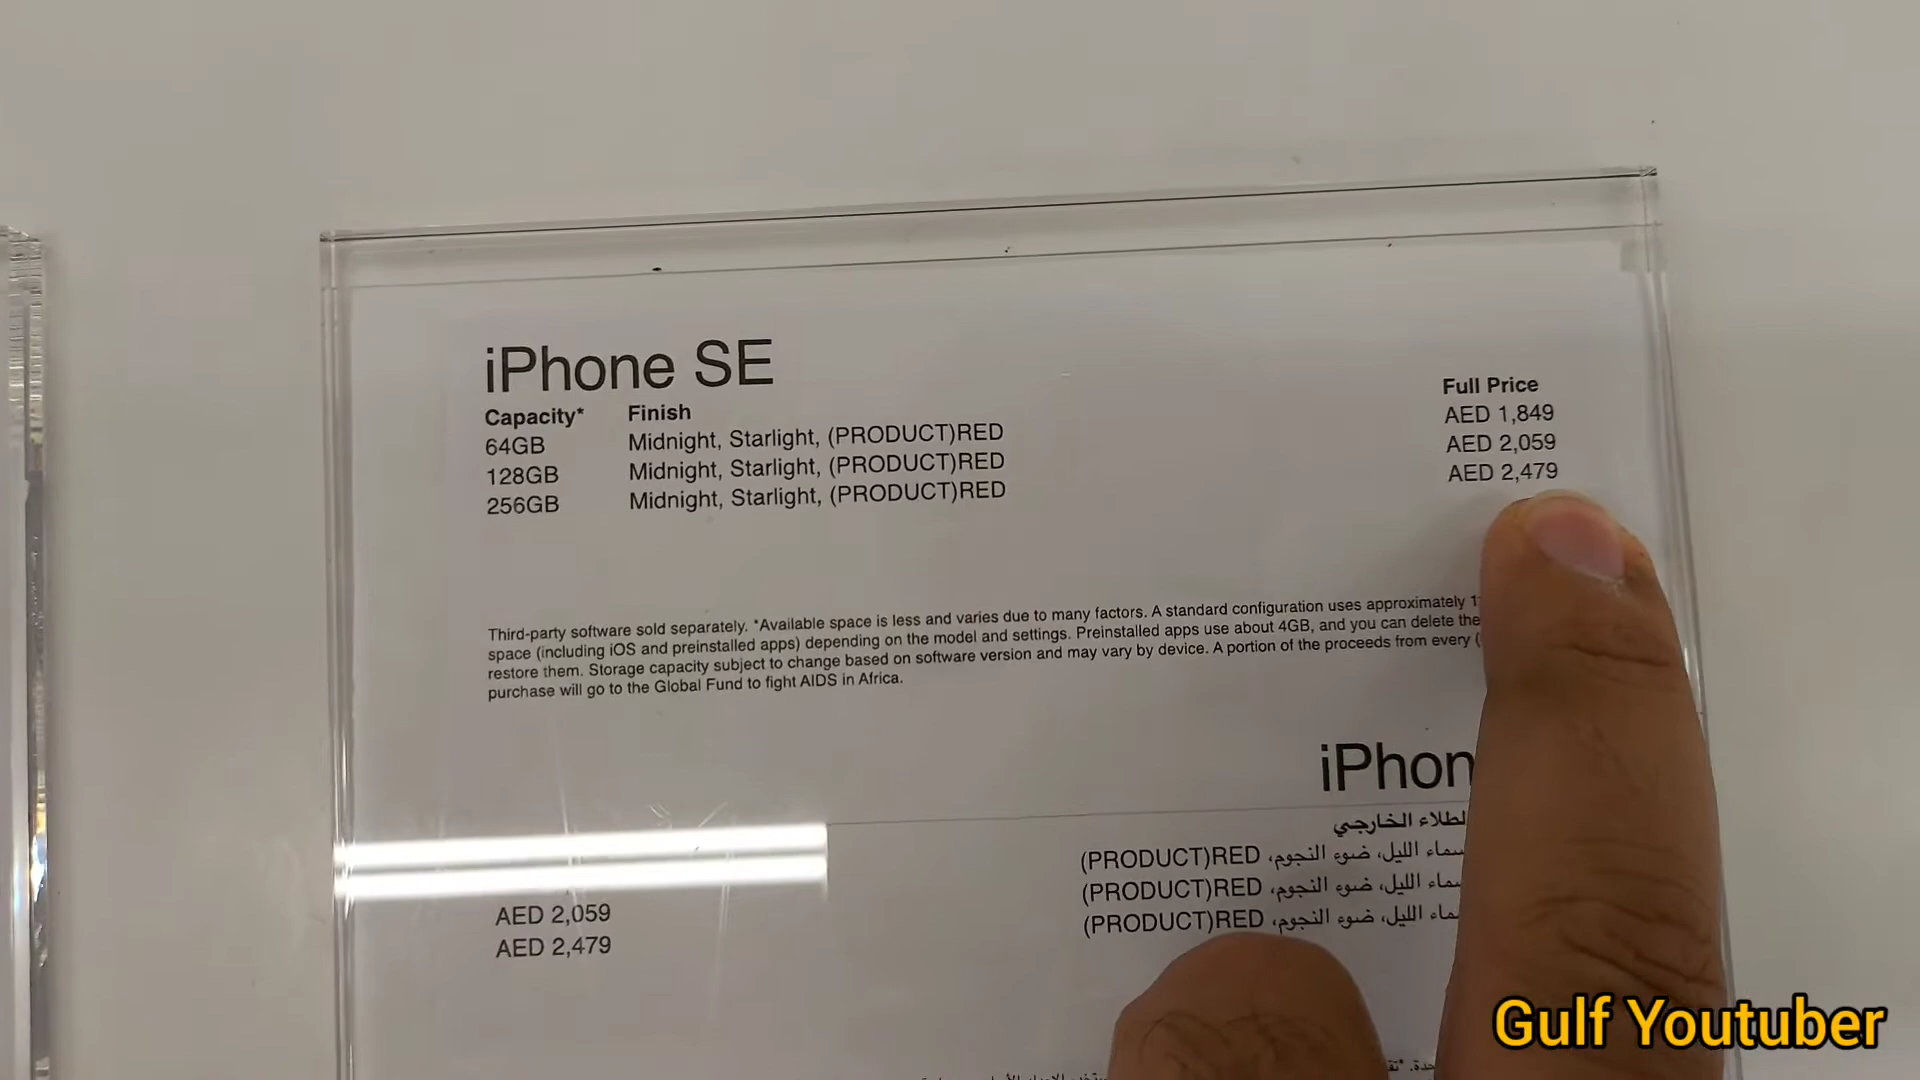 iPhone SE
Capacity* Finish Full Price
64GB Midnight, Starlight, (PRODUCT)RED AED 1,849
128GB Midnight, Starlight, (PRODUCT)RED AED 2,059
256GB Midnight, Starlight, (PRODUCT)RED AED 2,479
Third-party software sold separately. *Available space is less and varies due to many factors. A standard configuration uses approximately
space (including iOS and preinstalled apps) depending on the model and settings. Preinstalled apps use about 4GB, and you can delete the
restore them. Storage capacity subject to change based on software version and may vary by device. A portion of the proceeds from every (
purchase will go to the Global Fund to fight AIDS in Africa.
iPhon
الطلاء الخارجي
سماء الليل، ضوء النجوم، (PRODUCT)RED
سماء الليل، ضوء النجوم، (PRODUCT)RED AED 2,059
سماء الليل، ضوء النجوم، (PRODUCT)RED AED 2,479
Gulf Youtuber